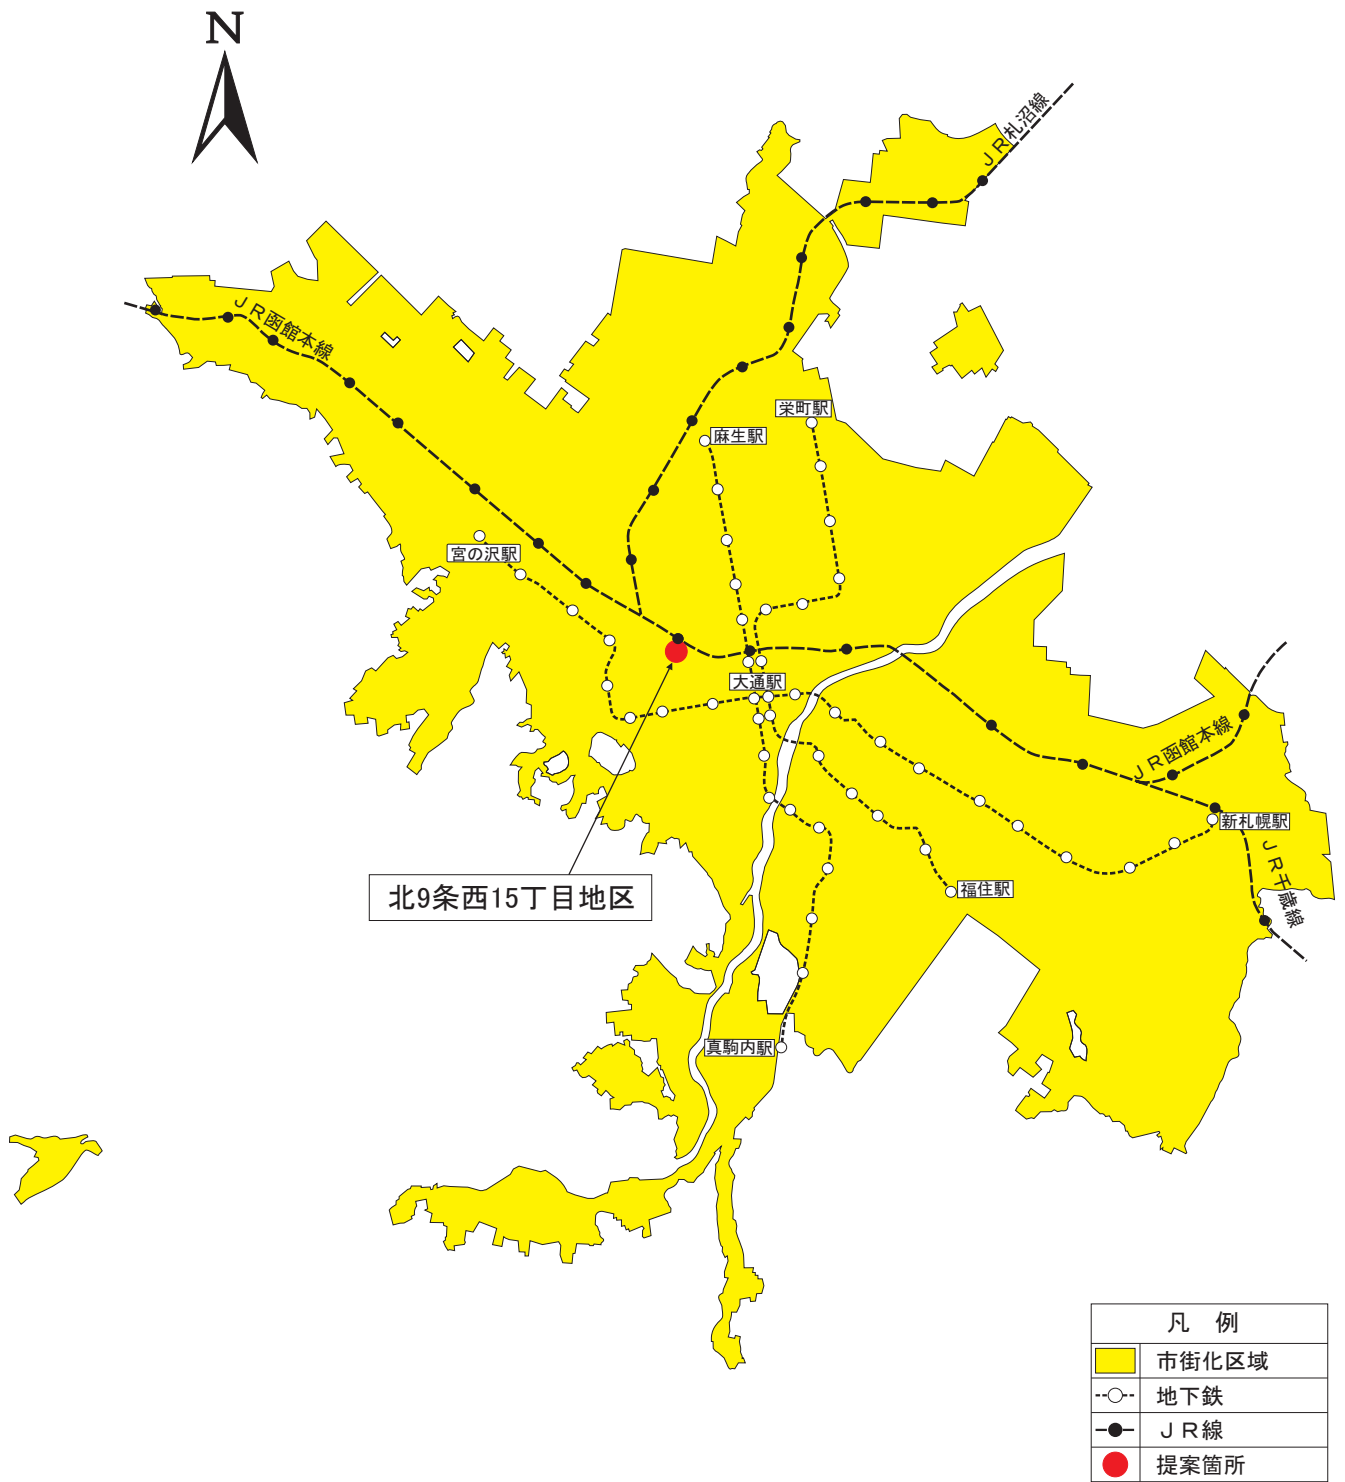 N
ＪＲ札沼線
ＪＲ函館本線
栄町駅
麻生駅
宮の沢駅
大通駅
ＪＲ函館本線
新札幌駅
ＪＲ千歳線
福住駅
北9条西15丁目地区
真駒内駅
凡 例
市街化区域
地下鉄
ＪＲ線
提案箇所